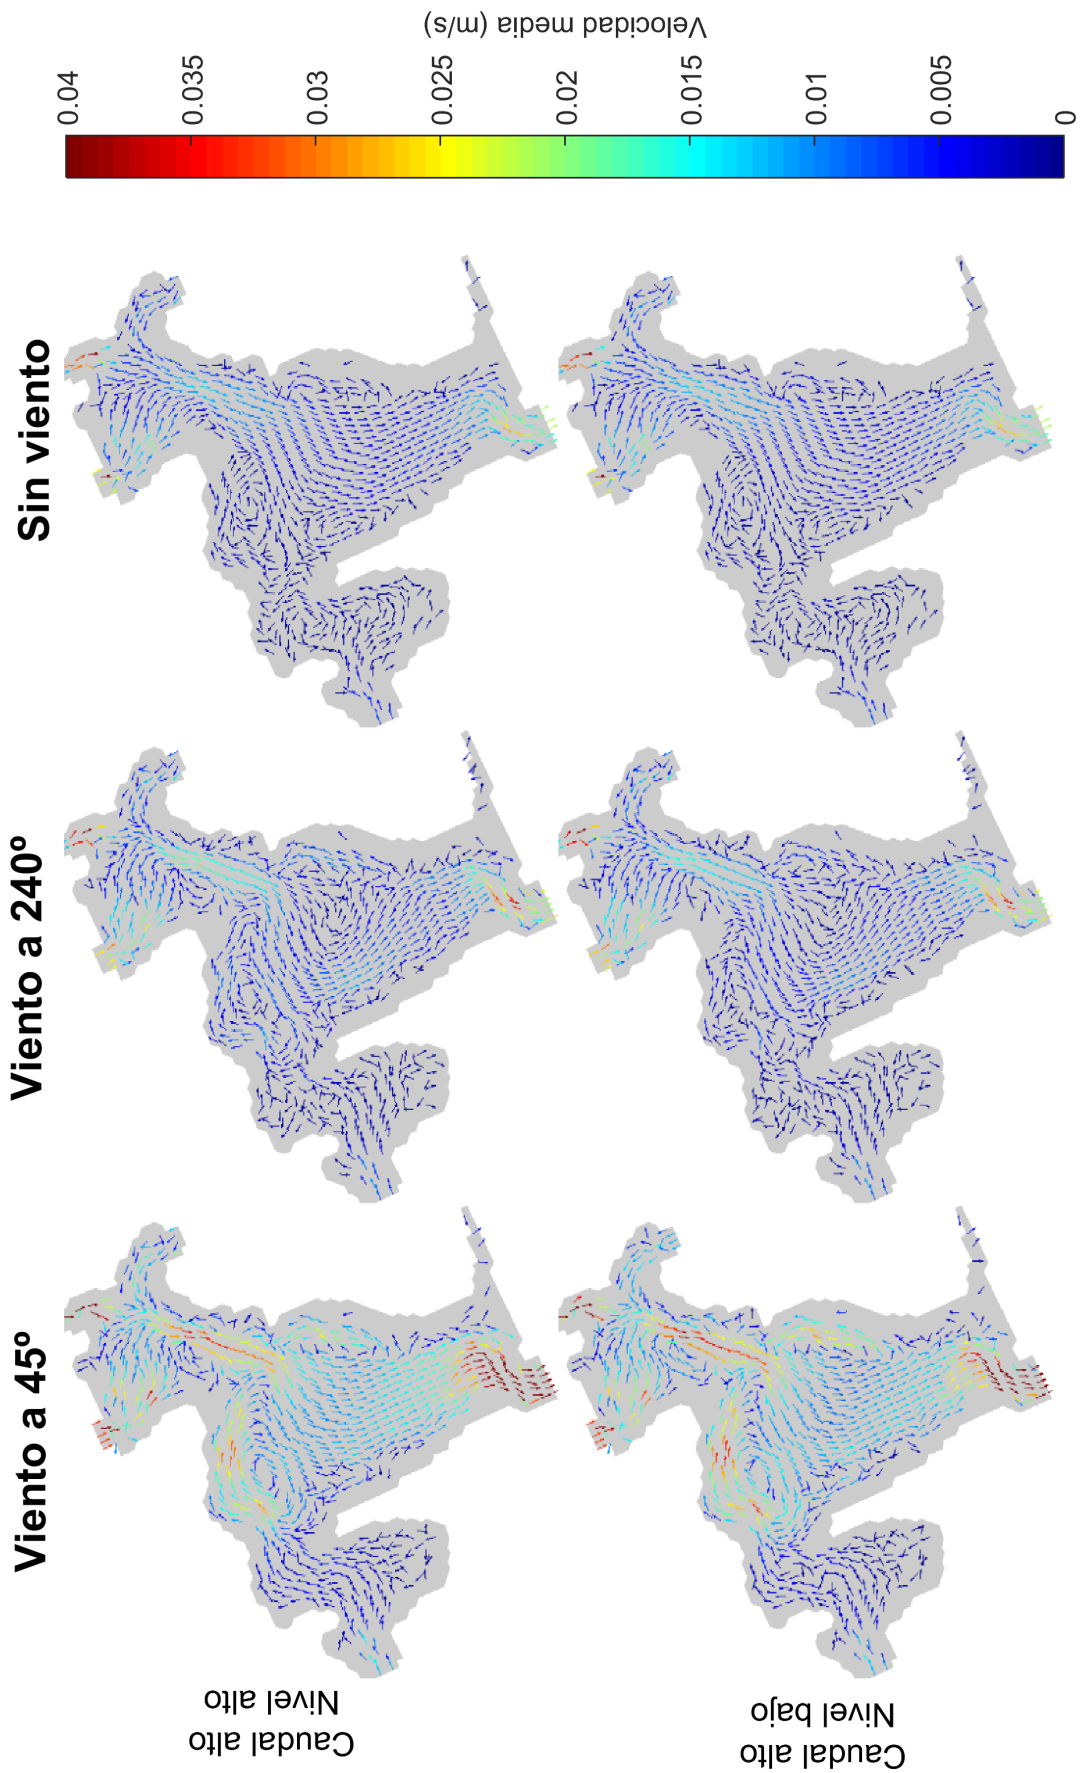 Viento a 45º
Viento a 240º
Sin viento
Caudal alto
Nivel alto
Caudal alto
Nivel bajo
0.04
0.035
0.03
0.025
0.02
0.015
0.01
0.005
0
Velocidad media (m/s)